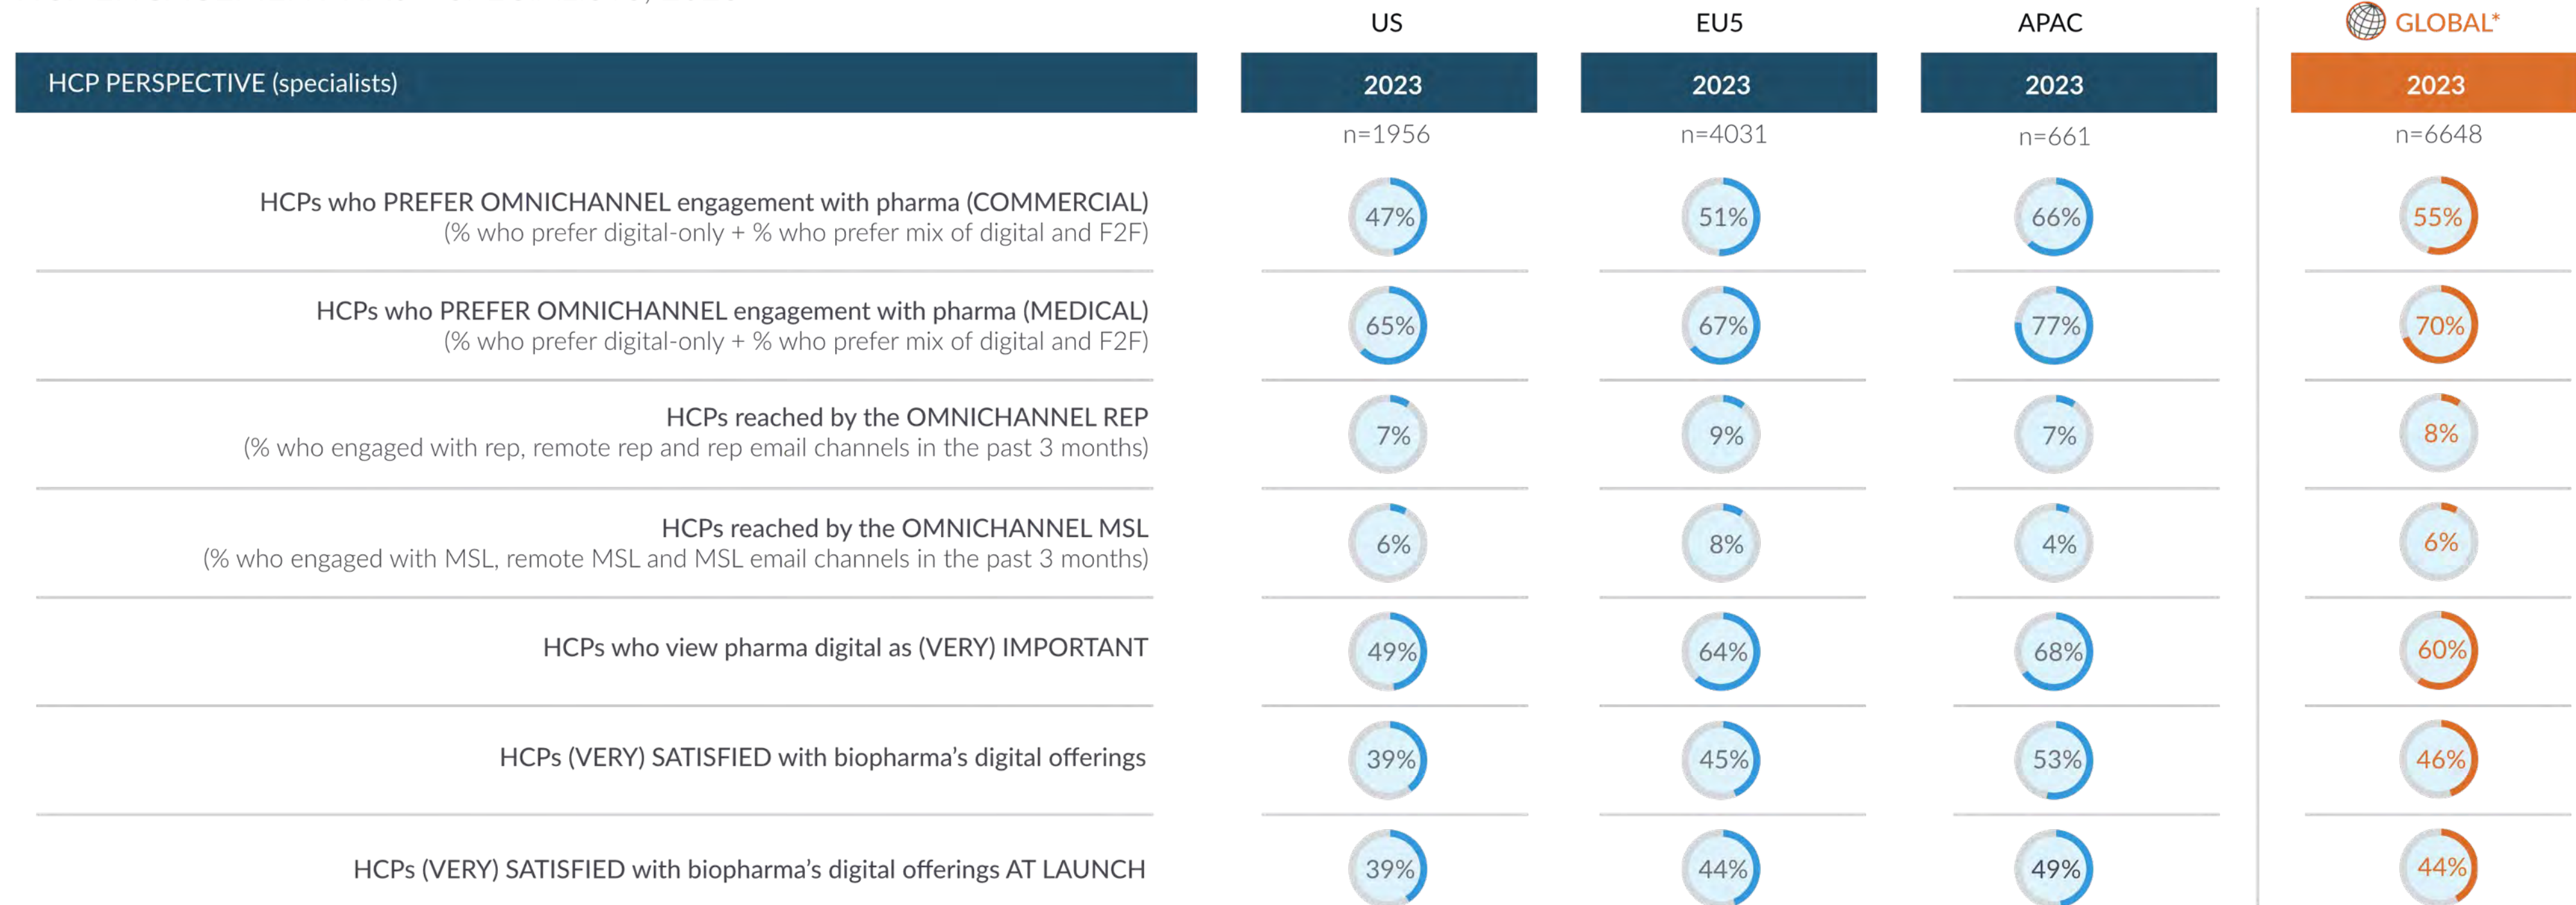 US EU5 APAC GLOBAL*
HCP PERSPECTIVE (specialists) 2023 2023 2023 2023
n=1956 n=4031 n=661 n=6648
HCPs who PREFER OMNICHANNEL engagement with pharma (COMMERCIAL)
(% who prefer digital-only + % who prefer mix of digital and F2F)
47% 51% 66% 55%
HCPs who PREFER OMNICHANNEL engagement with pharma (MEDICAL)
(% who prefer digital-only + % who prefer mix of digital and F2F)
65% 67% 77% 70%
HCPs reached by the OMNICHANNEL REP
(% who engaged with rep, remote rep and rep email channels in the past 3 months)
7% 9% 7% 8%
HCPs reached by the OMNICHANNEL MSL
(% who engaged with MSL, remote MSL and MSL email channels in the past 3 months)
6% 8% 4% 6%
HCPs who view pharma digital as (VERY) IMPORTANT
49% 64% 68% 60%
HCPs (VERY) SATISFIED with biopharma's digital offerings
39% 45% 53% 46%
HCPs (VERY) SATISFIED with biopharma's digital offerings AT LAUNCH
39% 44% 49% 44%